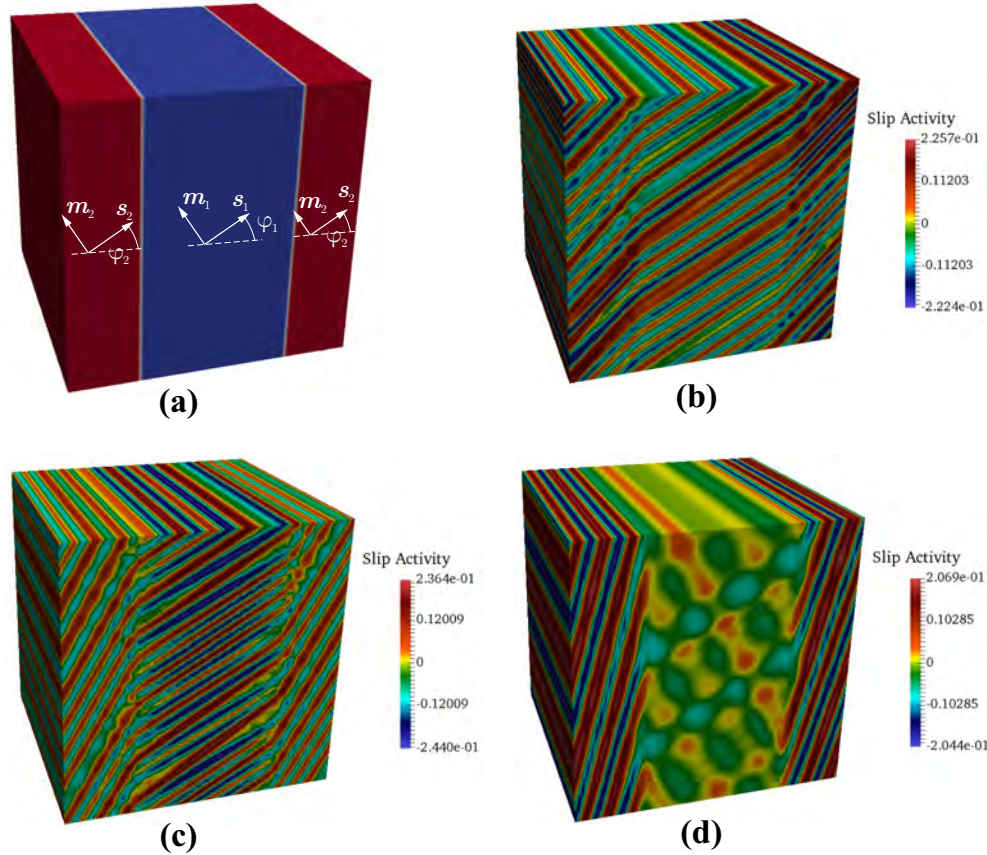 m₂
s₂
φ₂
m₁
s₁
φ₁
m₂
s₂
φ₂
(a)
Slip Activity
2.257e-01
0.11203
0
-0.11203
-2.224e-01
(b)
Slip Activity
2.364e-01
0.12009
0
-0.12009
-2.440e-01
(c)
Slip Activity
2.069e-01
0.10285
0
-0.10285
-2.044e-01
(d)